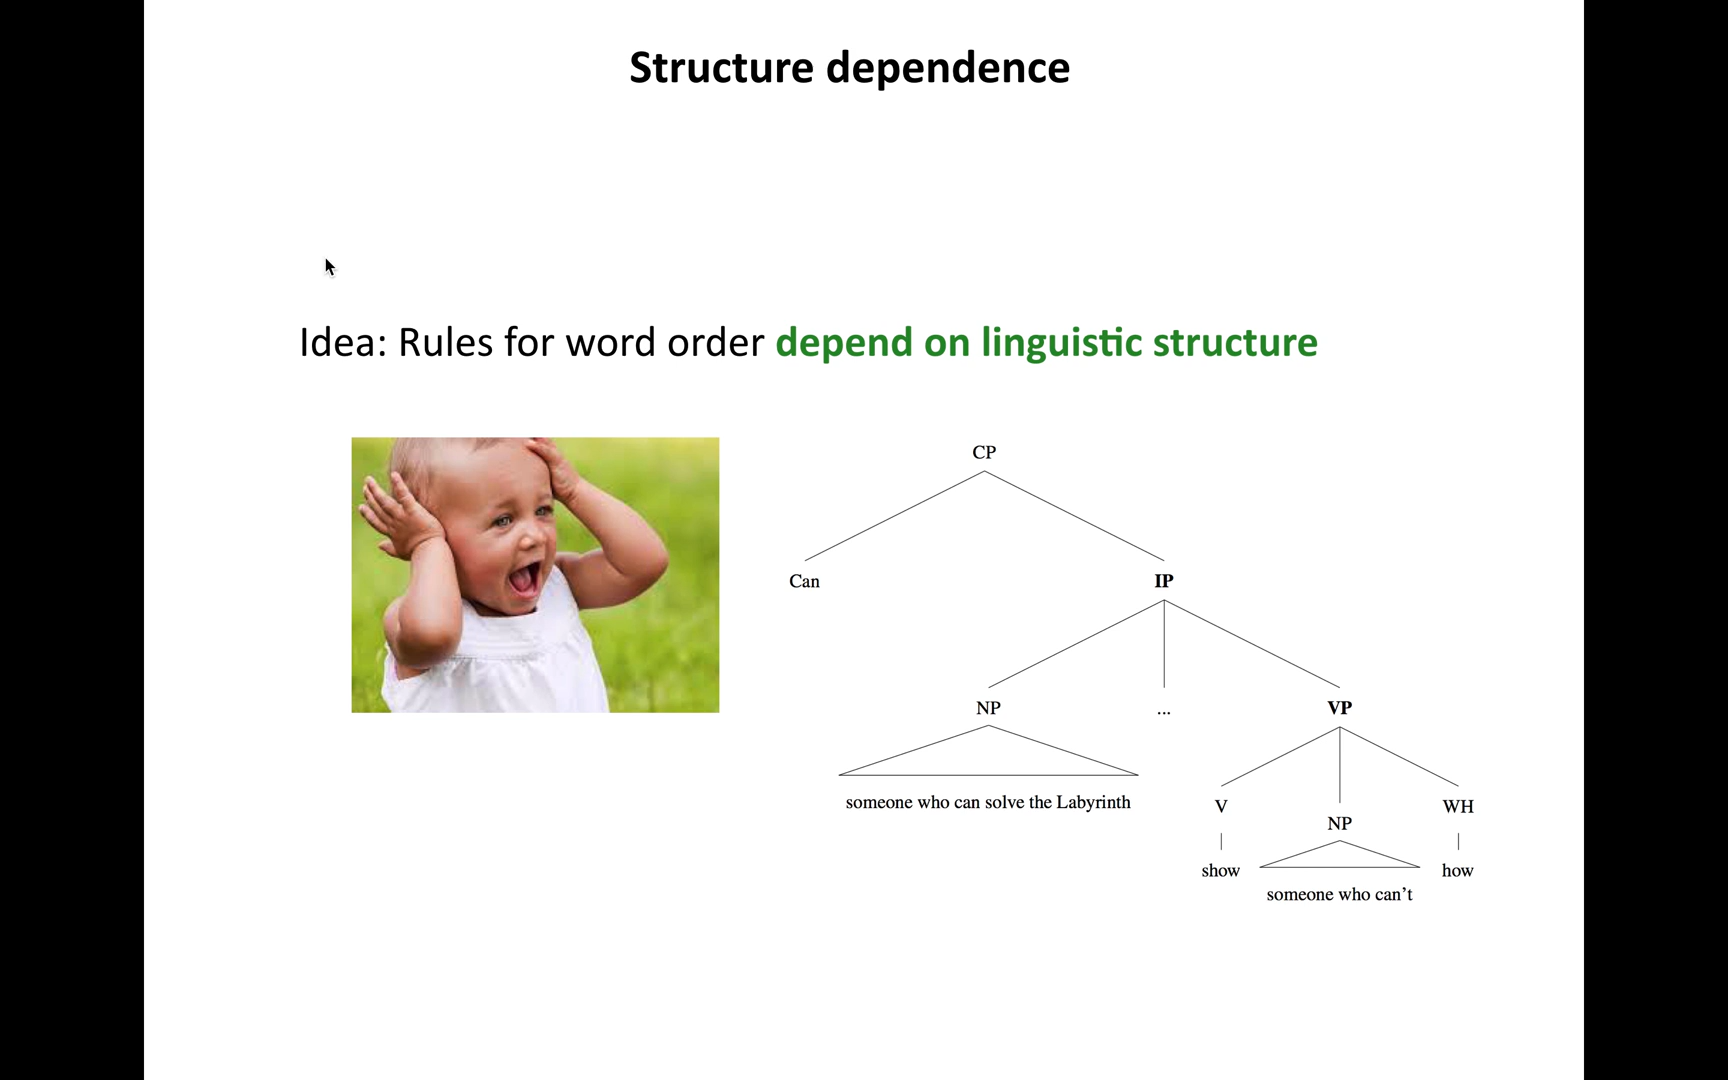 Structure dependence
Idea: Rules for word order depend on linguistic structure
CP
Can
IP
NP
...
VP
someone who can solve the Labyrinth
V
NP
WH
show
someone who can't
how